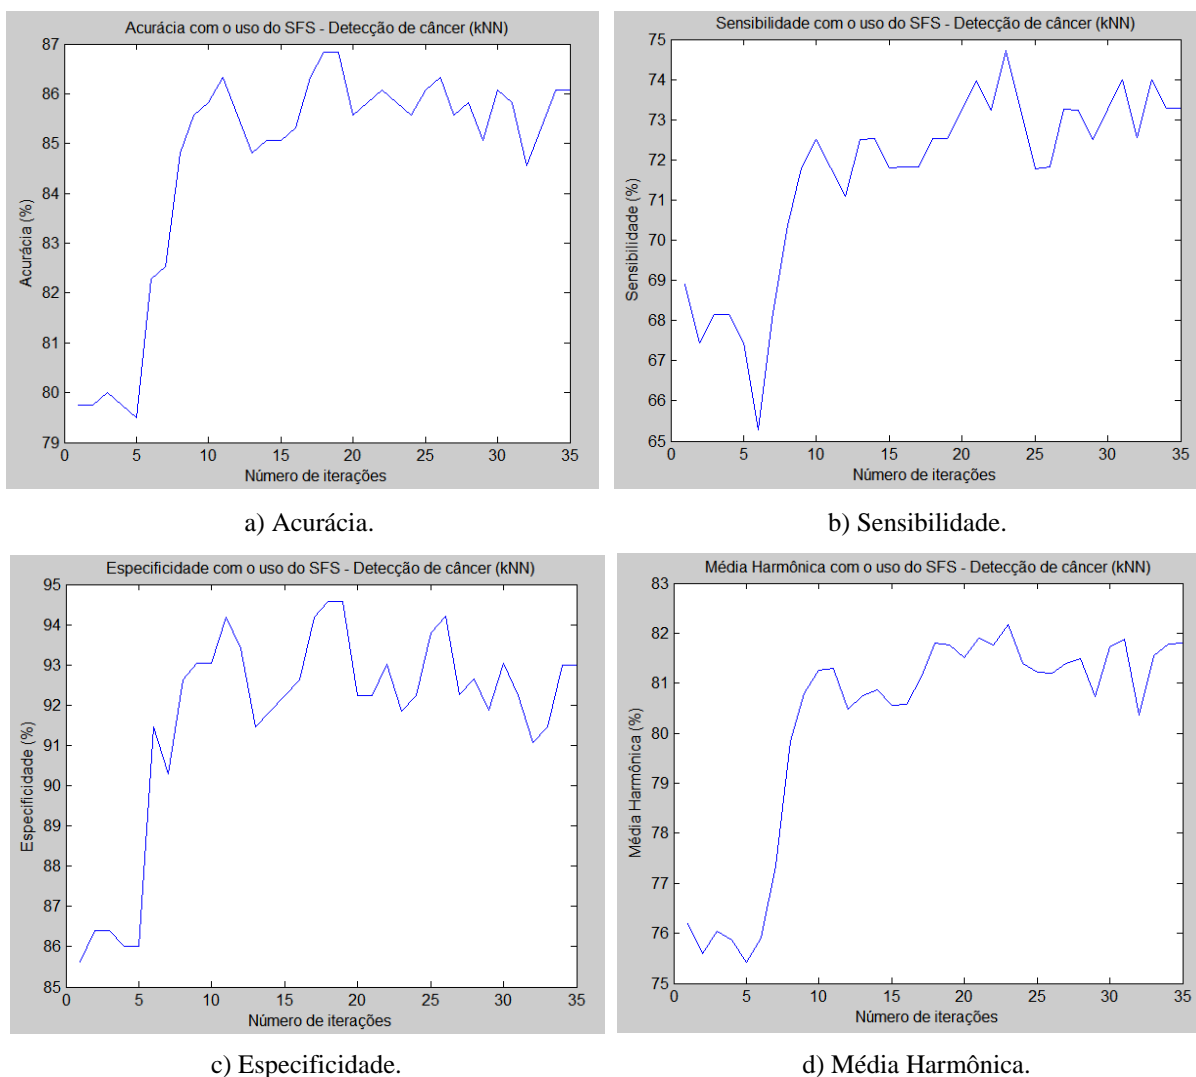 Acurácia com o uso do SFS - Detecção de câncer (kNN)
87
86
85
84
83
82
81
80
79
Acurácia (%)
0 5 10 15 20 25 30 35
Número de iterações
a) Acurácia.
Sensibilidade com o uso do SFS - Detecção de câncer (kNN)
75
74
73
72
71
70
69
68
67
66
65
Sensibilidade (%)
0 5 10 15 20 25 30 35
Número de iterações
b) Sensibilidade.
Especificidade com o uso do SFS - Detecção de câncer (kNN)
95
94
93
92
91
90
89
88
87
86
85
Especificidade (%)
0 5 10 15 20 25 30 35
Número de iterações
c) Especificidade.
Média Harmônica com o uso do SFS - Detecção de câncer (kNN)
83
82
81
80
79
78
77
76
75
Média Harmônica (%)
0 5 10 15 20 25 30 35
Número de iterações
d) Média Harmônica.